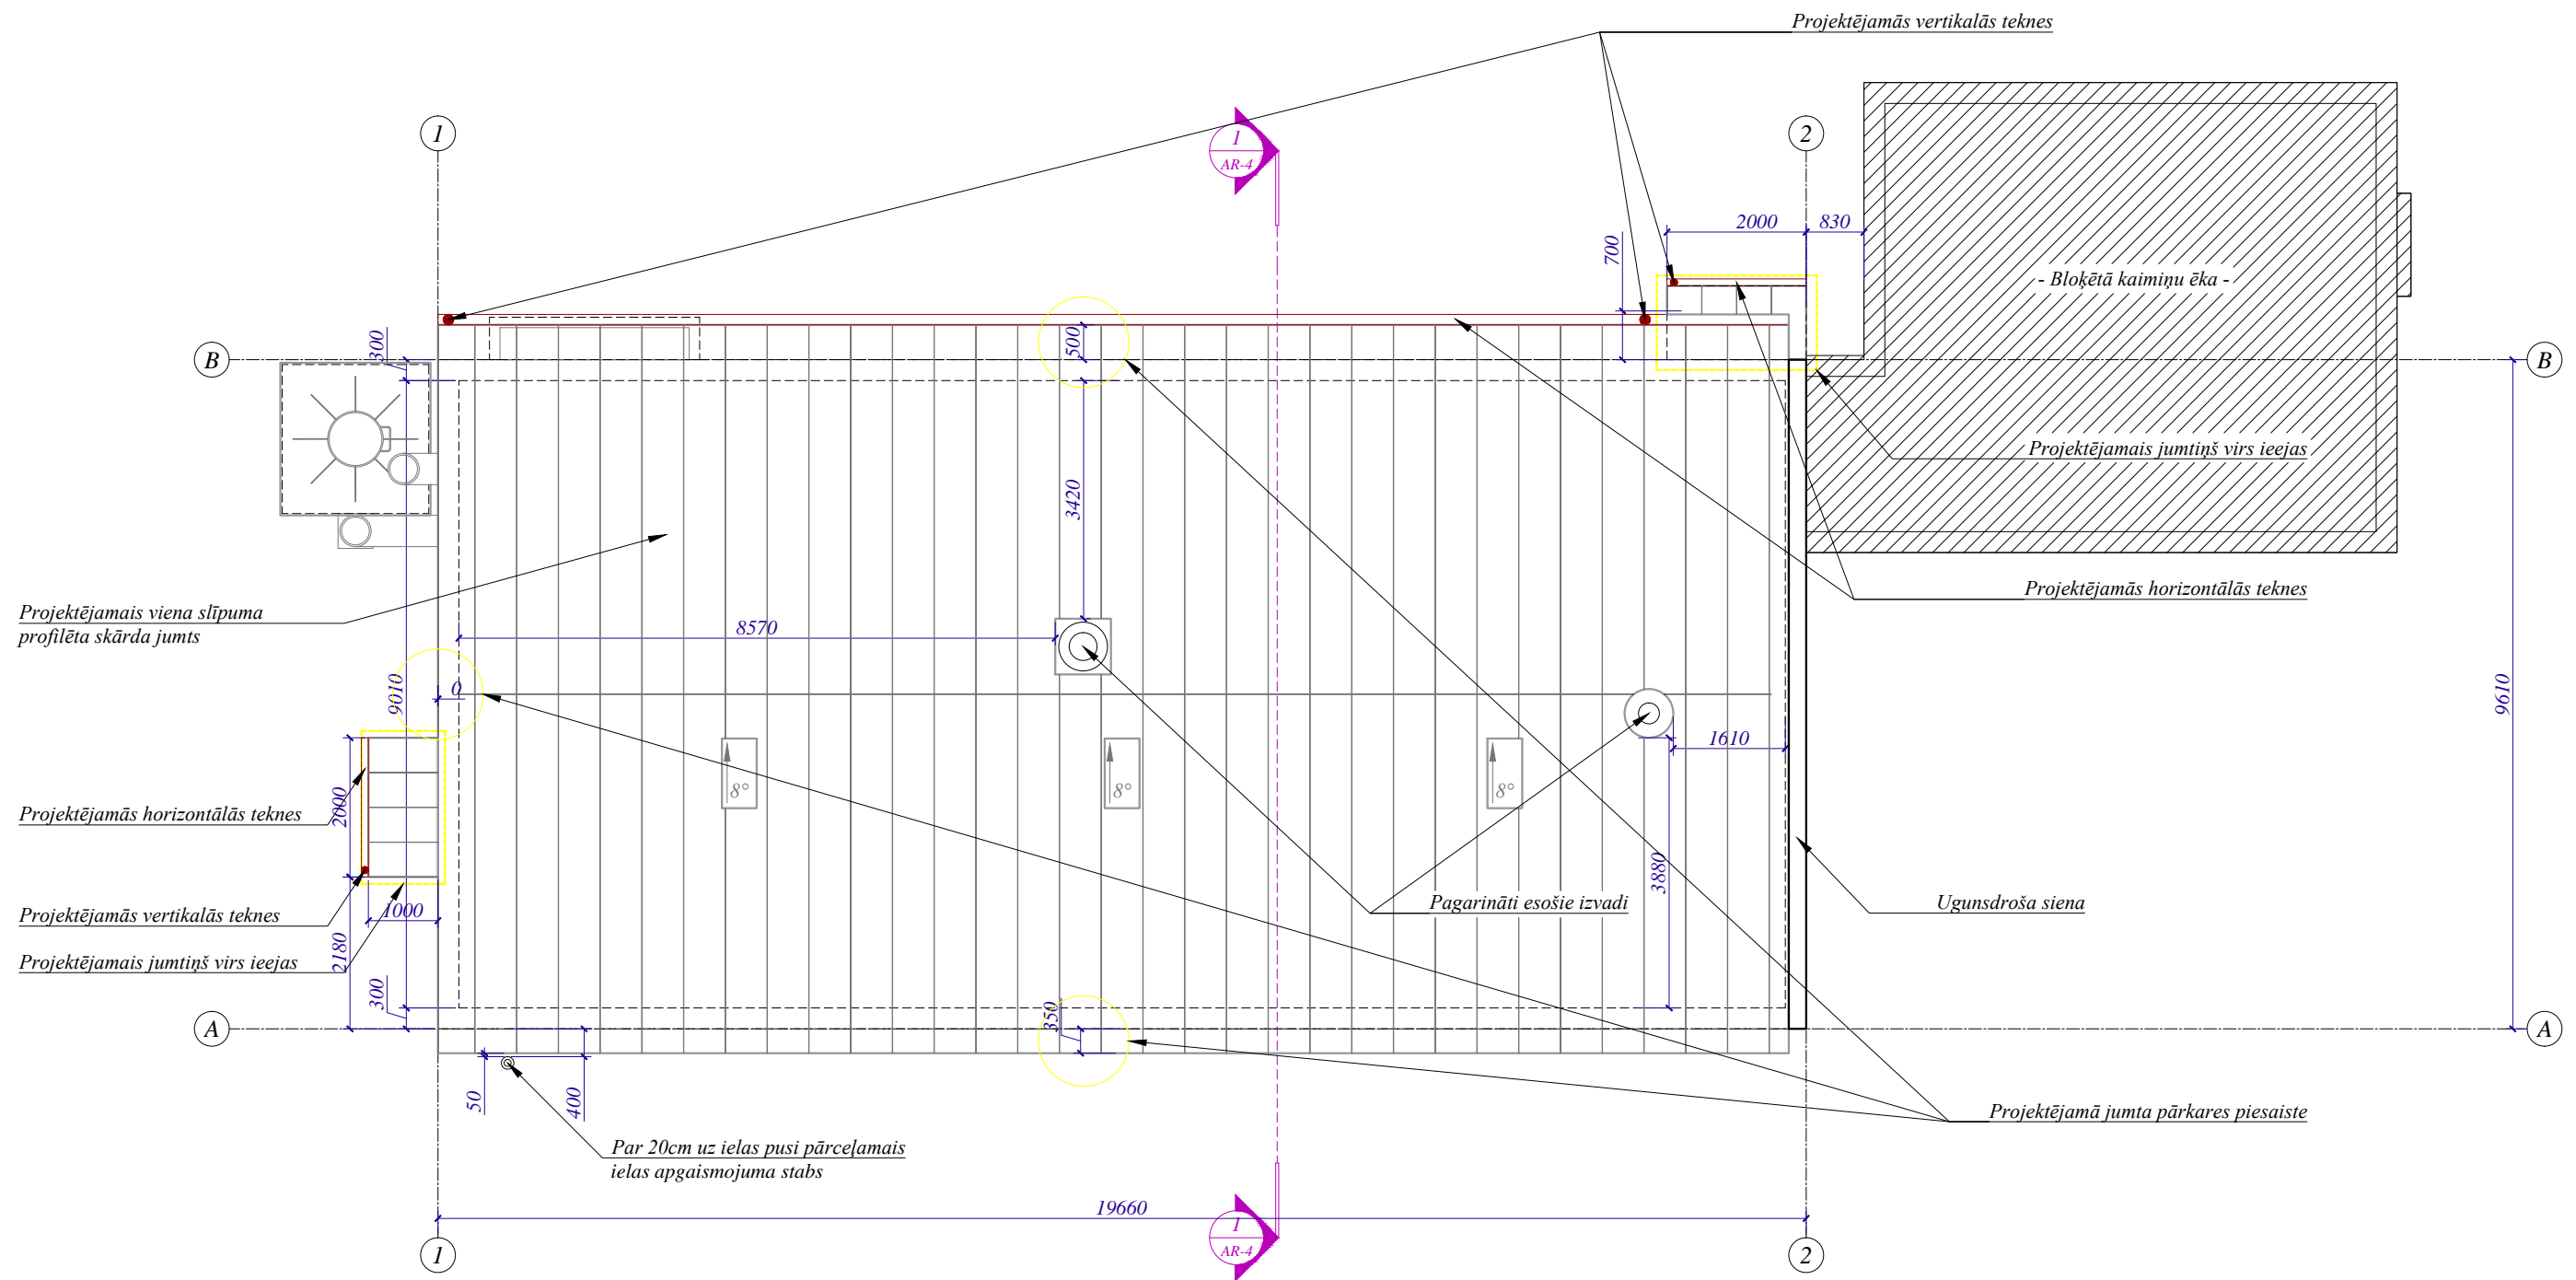 Projektējamās vertikalās teknes
1
1
AR-4
2
2000
830
700
- Bloķētā kaimiņu ēka -
300
500
B
B
3420
Projektējamais jumtiņš virs ieejas
Projektējamās horizontālās teknes
Projektējamais viena slīpuma
profilēta skārda jumts
8570
9010
0
9610
1610
8°
8°
8°
2000
Projektējamās horizontālās teknes
3880
Pagarināti esošie izvadi
Ugunsdroša siena
1000
Projektējamās vertikalās teknes
2180
Projektējamais jumtiņš virs ieejas
300
350
A
A
50
400
Projektējamā jumta pārkares piesaiste
Par 20cm uz ielas pusi pārceļamais
ielas apgaismojuma stabs
19660
1
1
AR-4
2